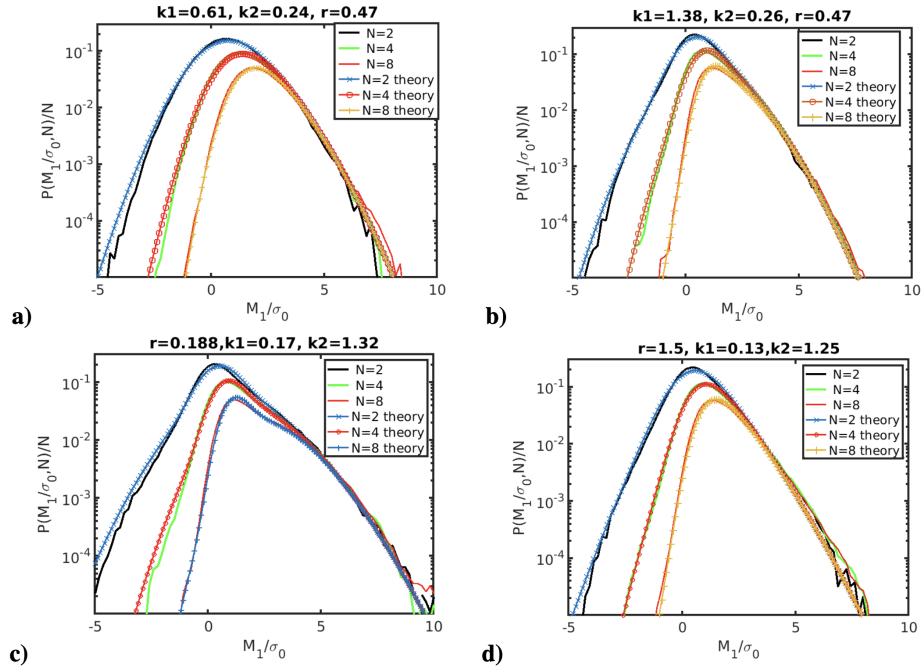 k1=0.61, k2=0.24, r=0.47
P(M₁/σ₀,N)/N
10⁻¹
10⁻²
10⁻³
10⁻⁴
N=2
N=4
N=8
N=2 theory
N=4 theory
N=8 theory
-5 0 5 10
M₁/σ₀
a)
k1=1.38, k2=0.26, r=0.47
P(M₁/σ₀,N)/N
10⁻¹
10⁻²
10⁻³
10⁻⁴
N=2
N=4
N=8
N=2 theory
N=4 theory
N=8 theory
-5 0 5 10
M₁/σ₀
b)
r=0.188,k1=0.17, k2=1.32
P(M₁/σ₀,N)/N
10⁻¹
10⁻²
10⁻³
10⁻⁴
N=2
N=4
N=8
N=2 theory
N=4 theory
N=8 theory
-5 0 5 10
M₁/σ₀
c)
r=1.5, k1=0.13,k2=1.25
P(M₁/σ₀,N)/N
10⁻¹
10⁻²
10⁻³
10⁻⁴
N=2
N=4
N=8
N=2 theory
N=4 theory
N=8 theory
-5 0 5 10
M₁/σ₀
d)